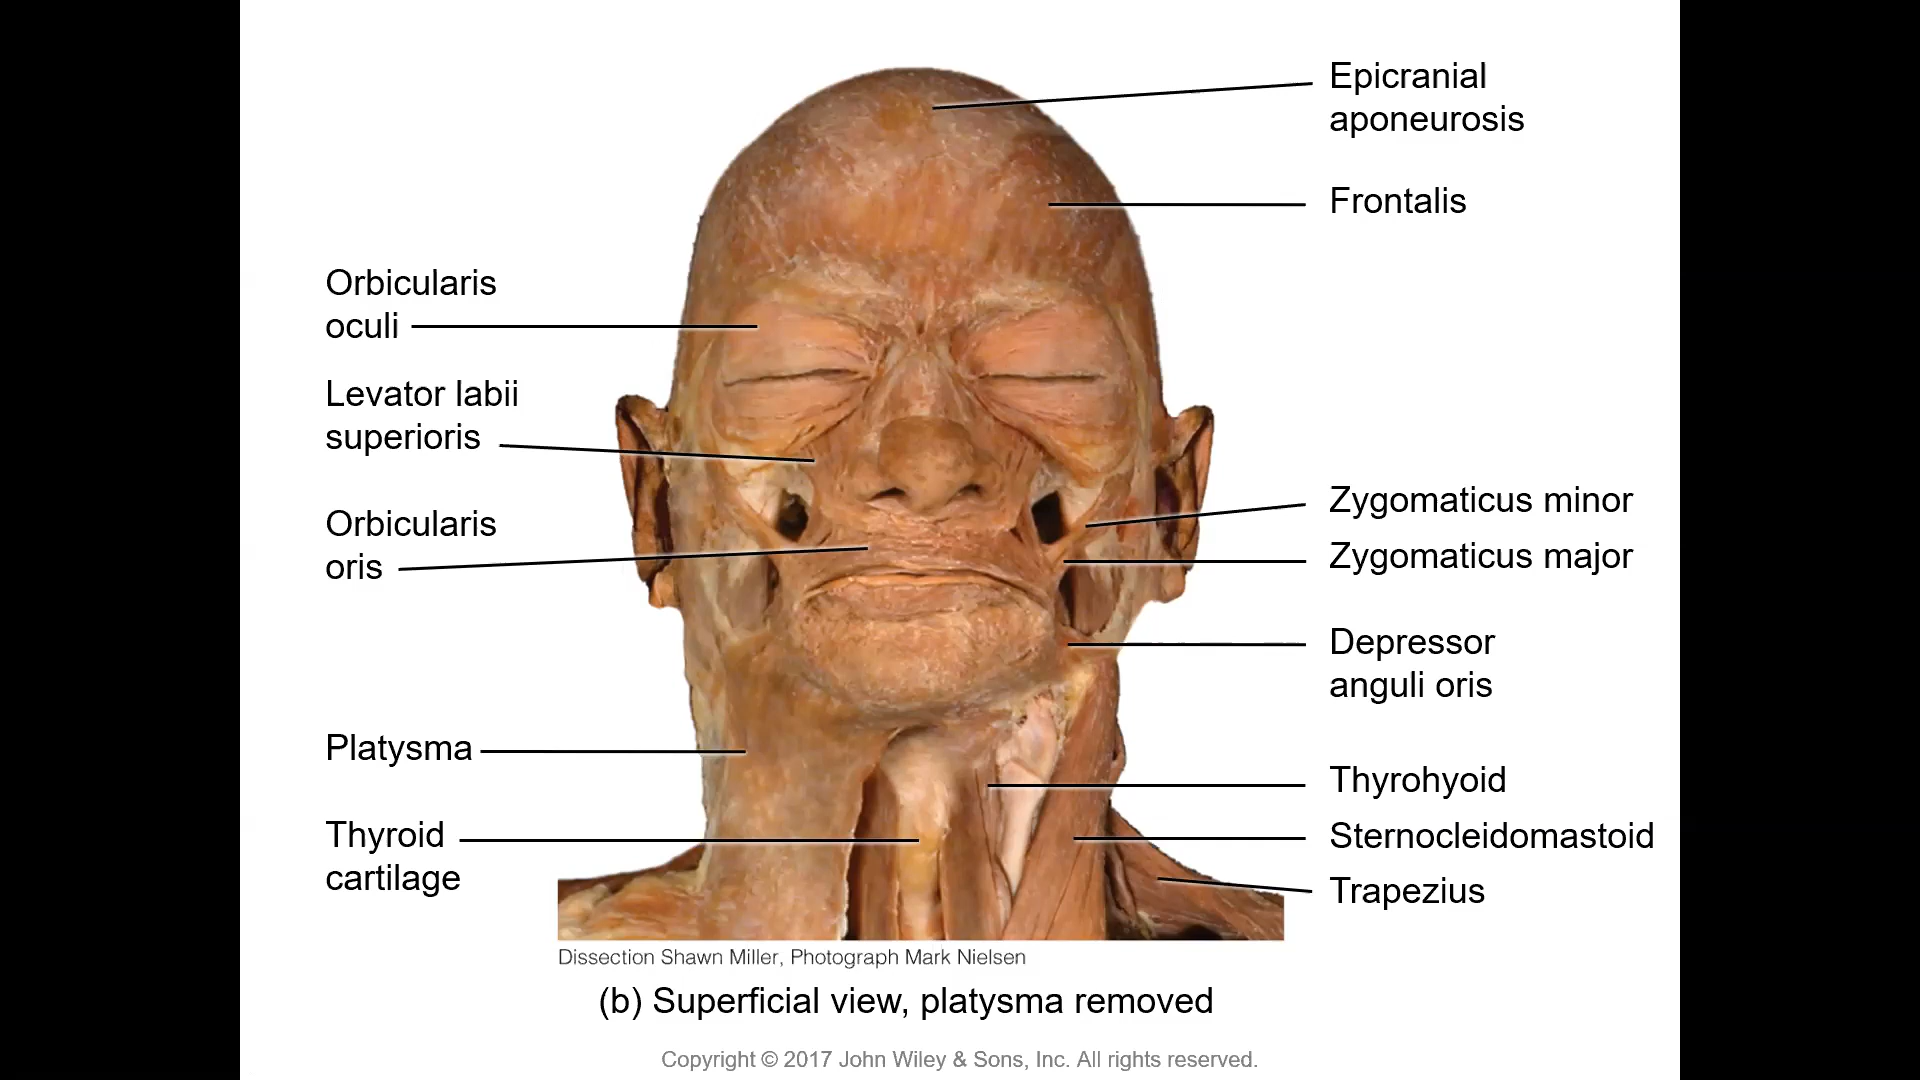 Epicranial
aponeurosis
Frontalis
Orbicularis
oculi
Levator labii
superioris
Orbicularis
oris
Zygomaticus minor
Zygomaticus major
Depressor
anguli oris
Platysma
Thyroid
cartilage
Thyrohyoid
Sternocleidomastoid
Trapezius
Dissection Shawn Miller, Photograph Mark Nielsen
(b) Superficial view, platysma removed
Copyright © 2017 John Wiley & Sons, Inc. All rights reserved.